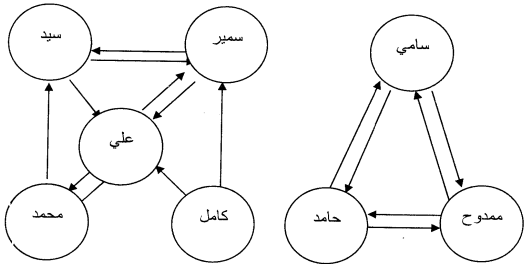 سيد
سمير
علي
محمد
كامل
سامي
حامد
ممدوح